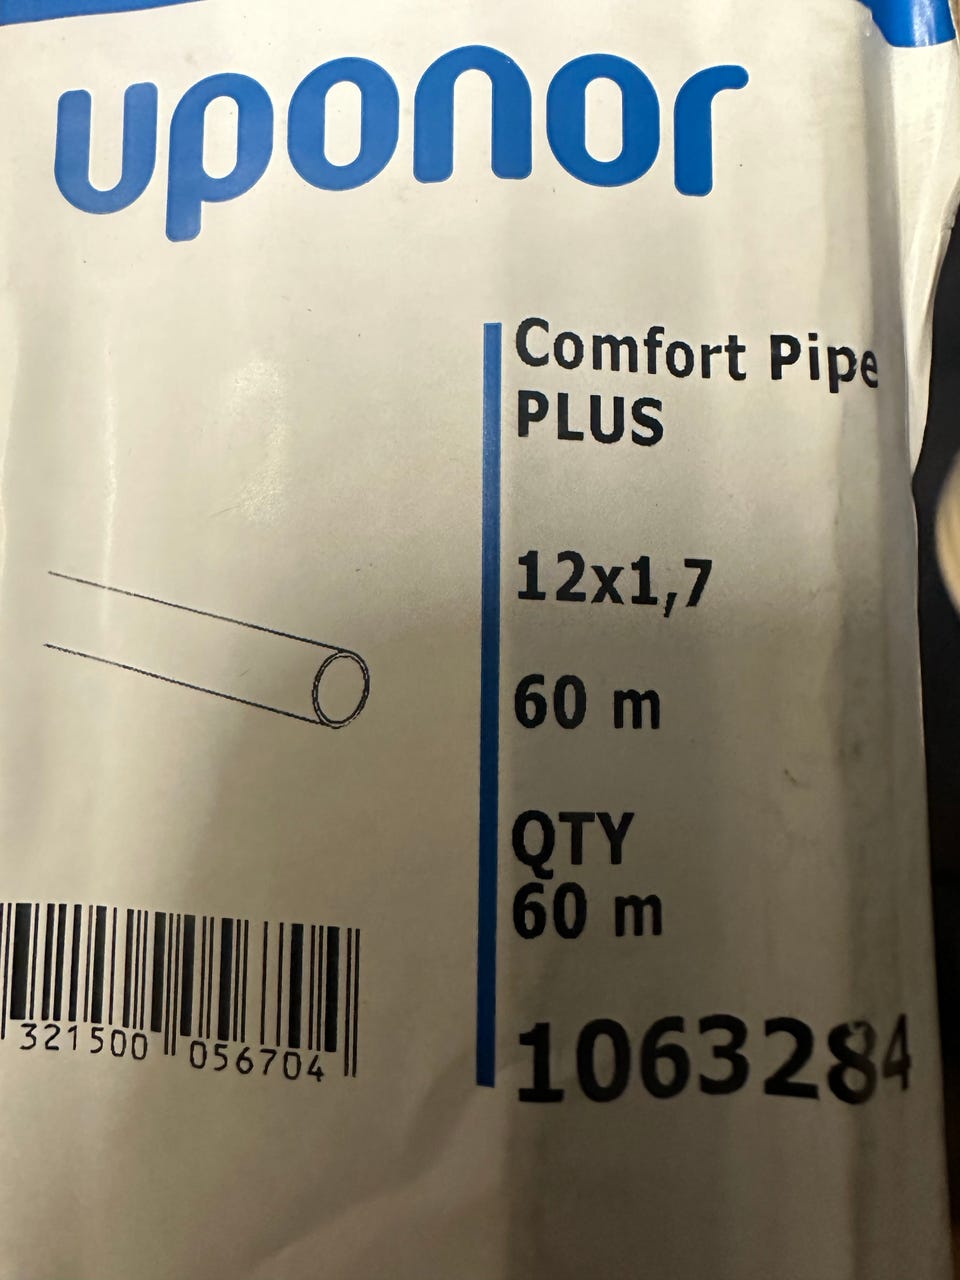 uponor
Comfort Pipe
PLUS
12x1,7
60 m
QTY
60 m
1063284
321500 056704